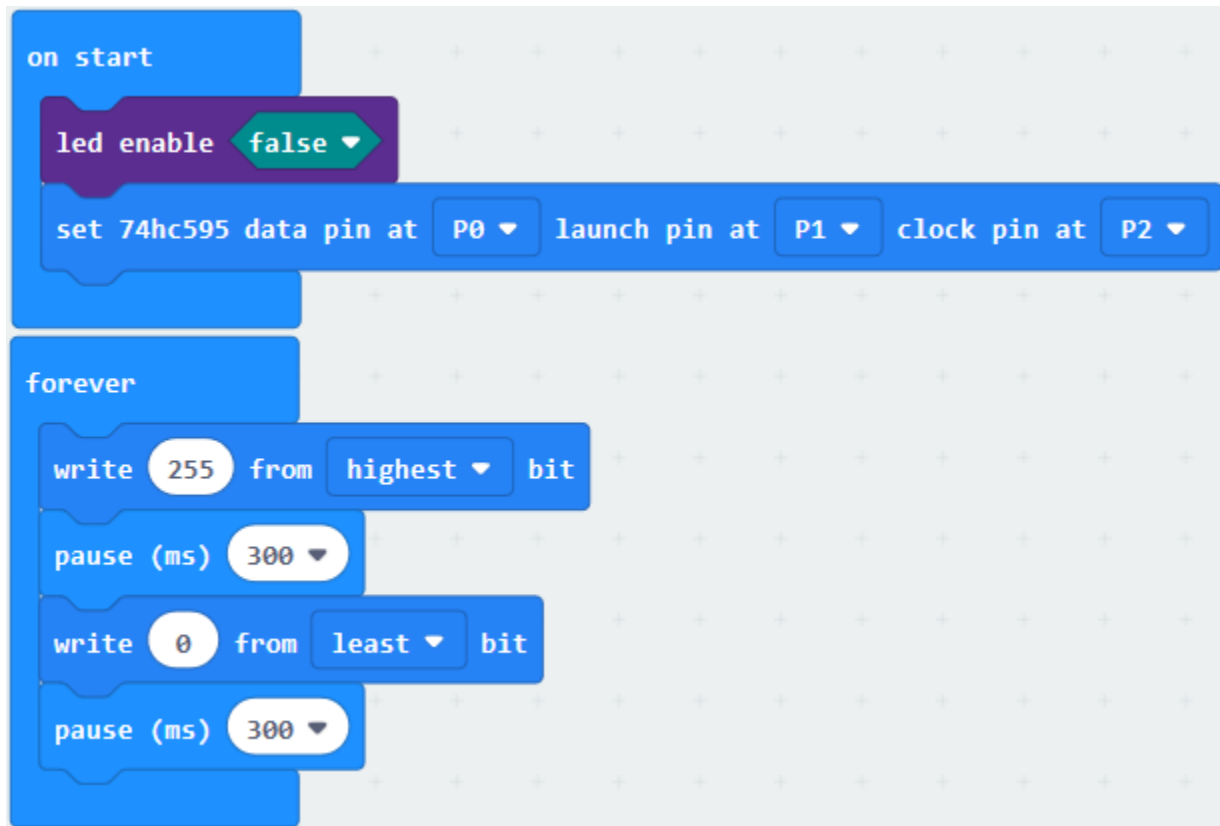 on start
led enable false
set 74hc595 data pin at P0 launch pin at P1 clock pin at P2
forever
write 255 from highest bit
pause (ms) 300
write 0 from least bit
pause (ms) 300